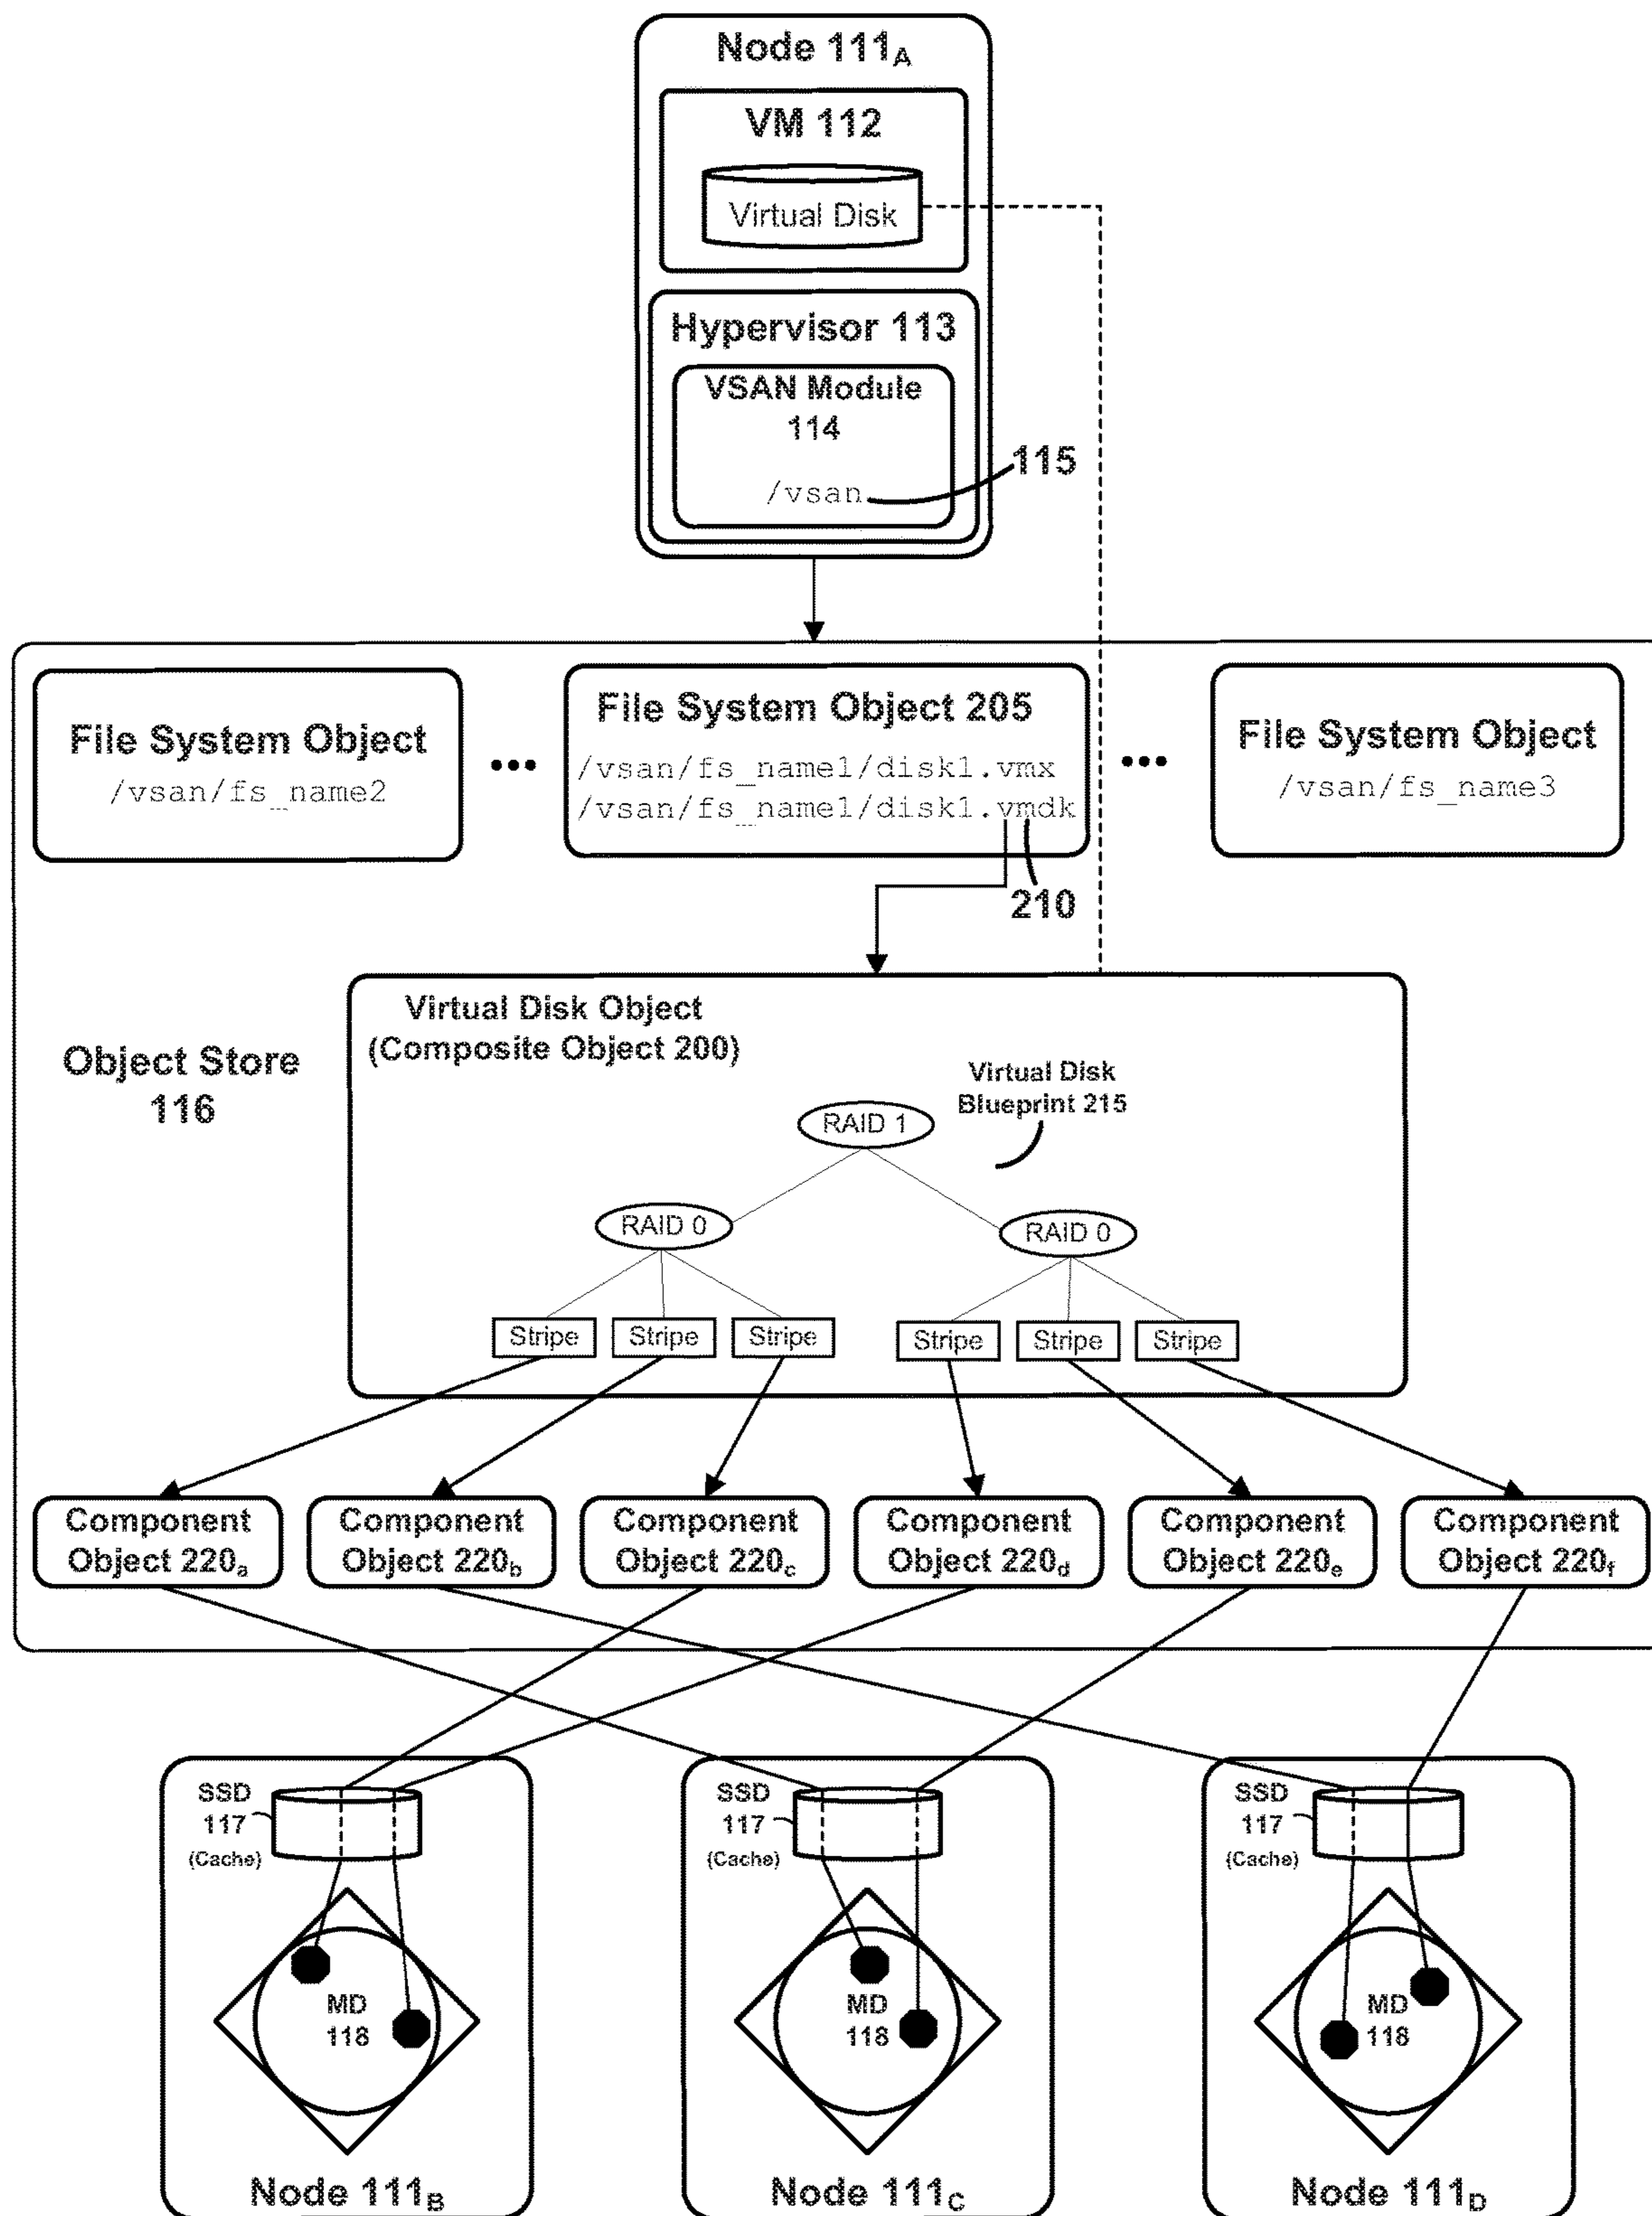 Node 111A
VM 112
Virtual Disk
Hypervisor 113
VSAN Module
114
/vsan
115
File System Object
/vsan/fs_name2
•••
File System Object 205
/vsan/fs_name1/disk1.vmx
/vsan/fs_name1/disk1.vmdk
•••
File System Object
/vsan/fs_name3
210
Virtual Disk Object
(Composite Object 200)
Object Store
116
Virtual Disk
Blueprint 215
RAID 1
RAID 0
RAID 0
Stripe
Stripe
Stripe
Stripe
Stripe
Stripe
Component
Object 220a
Component
Object 220b
Component
Object 220c
Component
Object 220d
Component
Object 220e
Component
Object 220f
SSD
117
(Cache)
MD
118
Node 111B
SSD
117
(Cache)
MD
118
Node 111C
SSD
117
(Cache)
MD
118
Node 111D